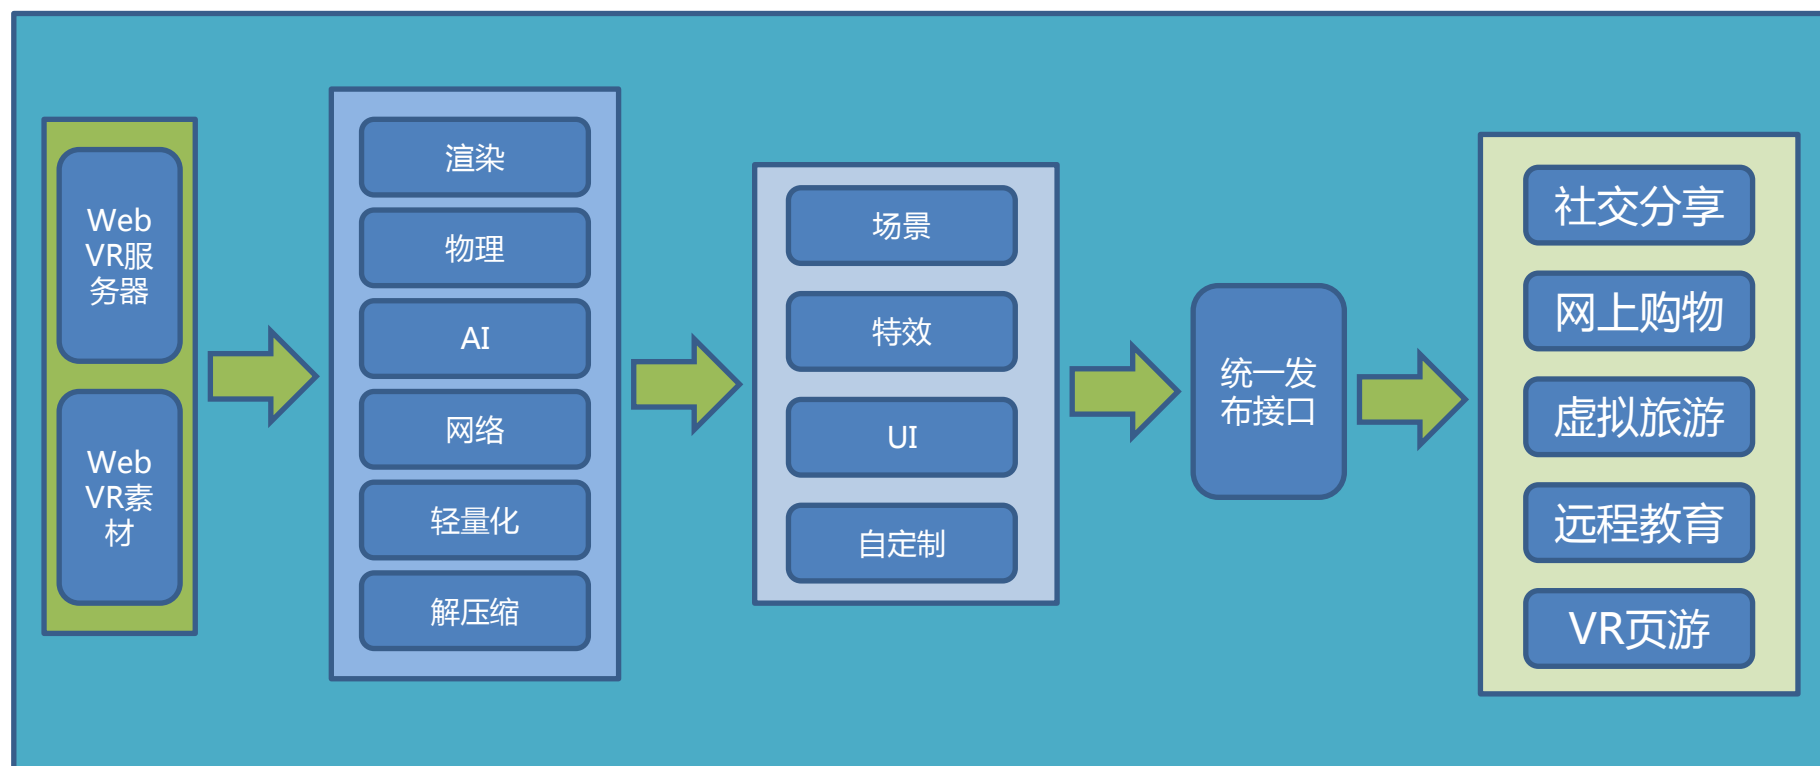 Web
VR服
务器
Web
VR素
材
渲染
物理
AI
网络
轻量化
解压缩
场景
特效
UI
自定制
统一发
布接口
社交分享
网上购物
虚拟旅游
远程教育
VR页游